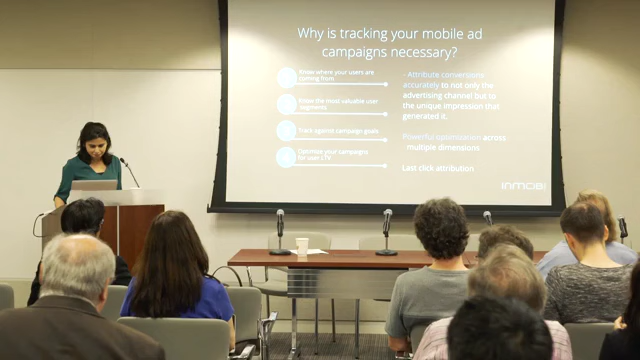 Why is tracking your mobile ad
campaigns necessary?
Know where your users are
coming from
Know the most valuable user
segments
Track against campaign goals
Optimize your campaigns
for user LTV
- Attribute conversions
accurately to not only the
advertising channel but to
the unique impression that
generated it.
Powerful optimization across
multiple dimensions
Last click attribution
INMOBI